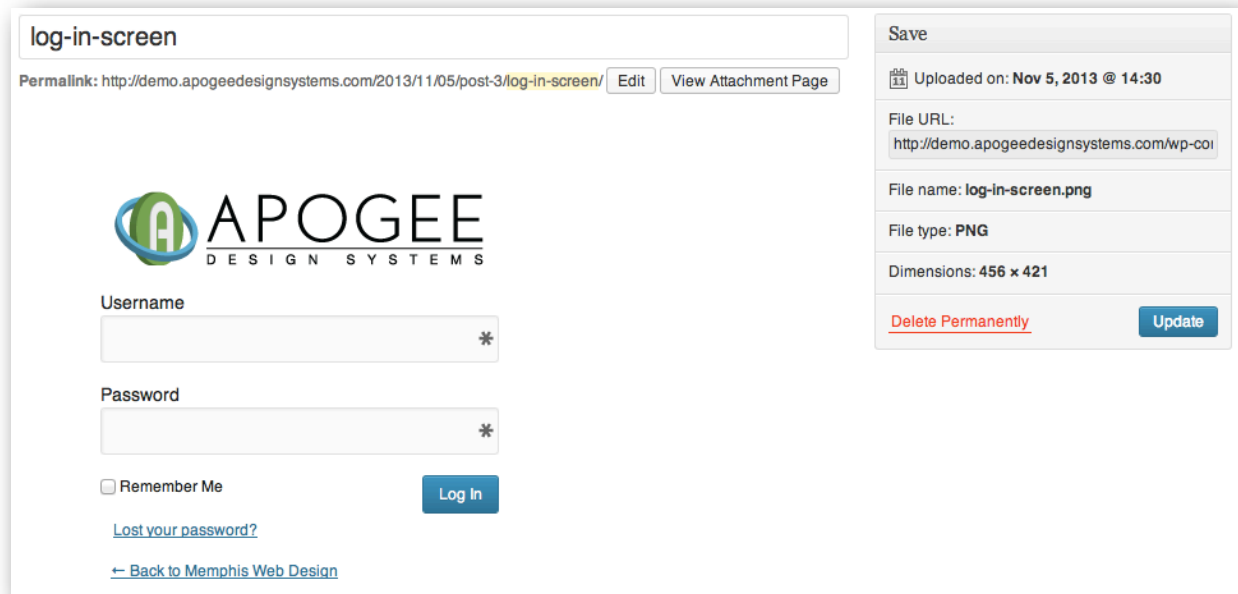 log-in-screen
Permalink: http://demo.apogeedesignsystems.com/2013/11/05/post-3/log-in-screen/ Edit View Attachment Page
A
APOGEE
DESIGN SYSTEMS
Username
*
Password
*
Remember Me
Log In
Lost your password?
← Back to Memphis Web Design
Save
11 Uploaded on: Nov 5, 2013 @ 14:30
File URL:
http://demo.apogeedesignsystems.com/wp-co
File name: log-in-screen.png
File type: PNG
Dimensions: 456 × 421
Delete Permanently Update